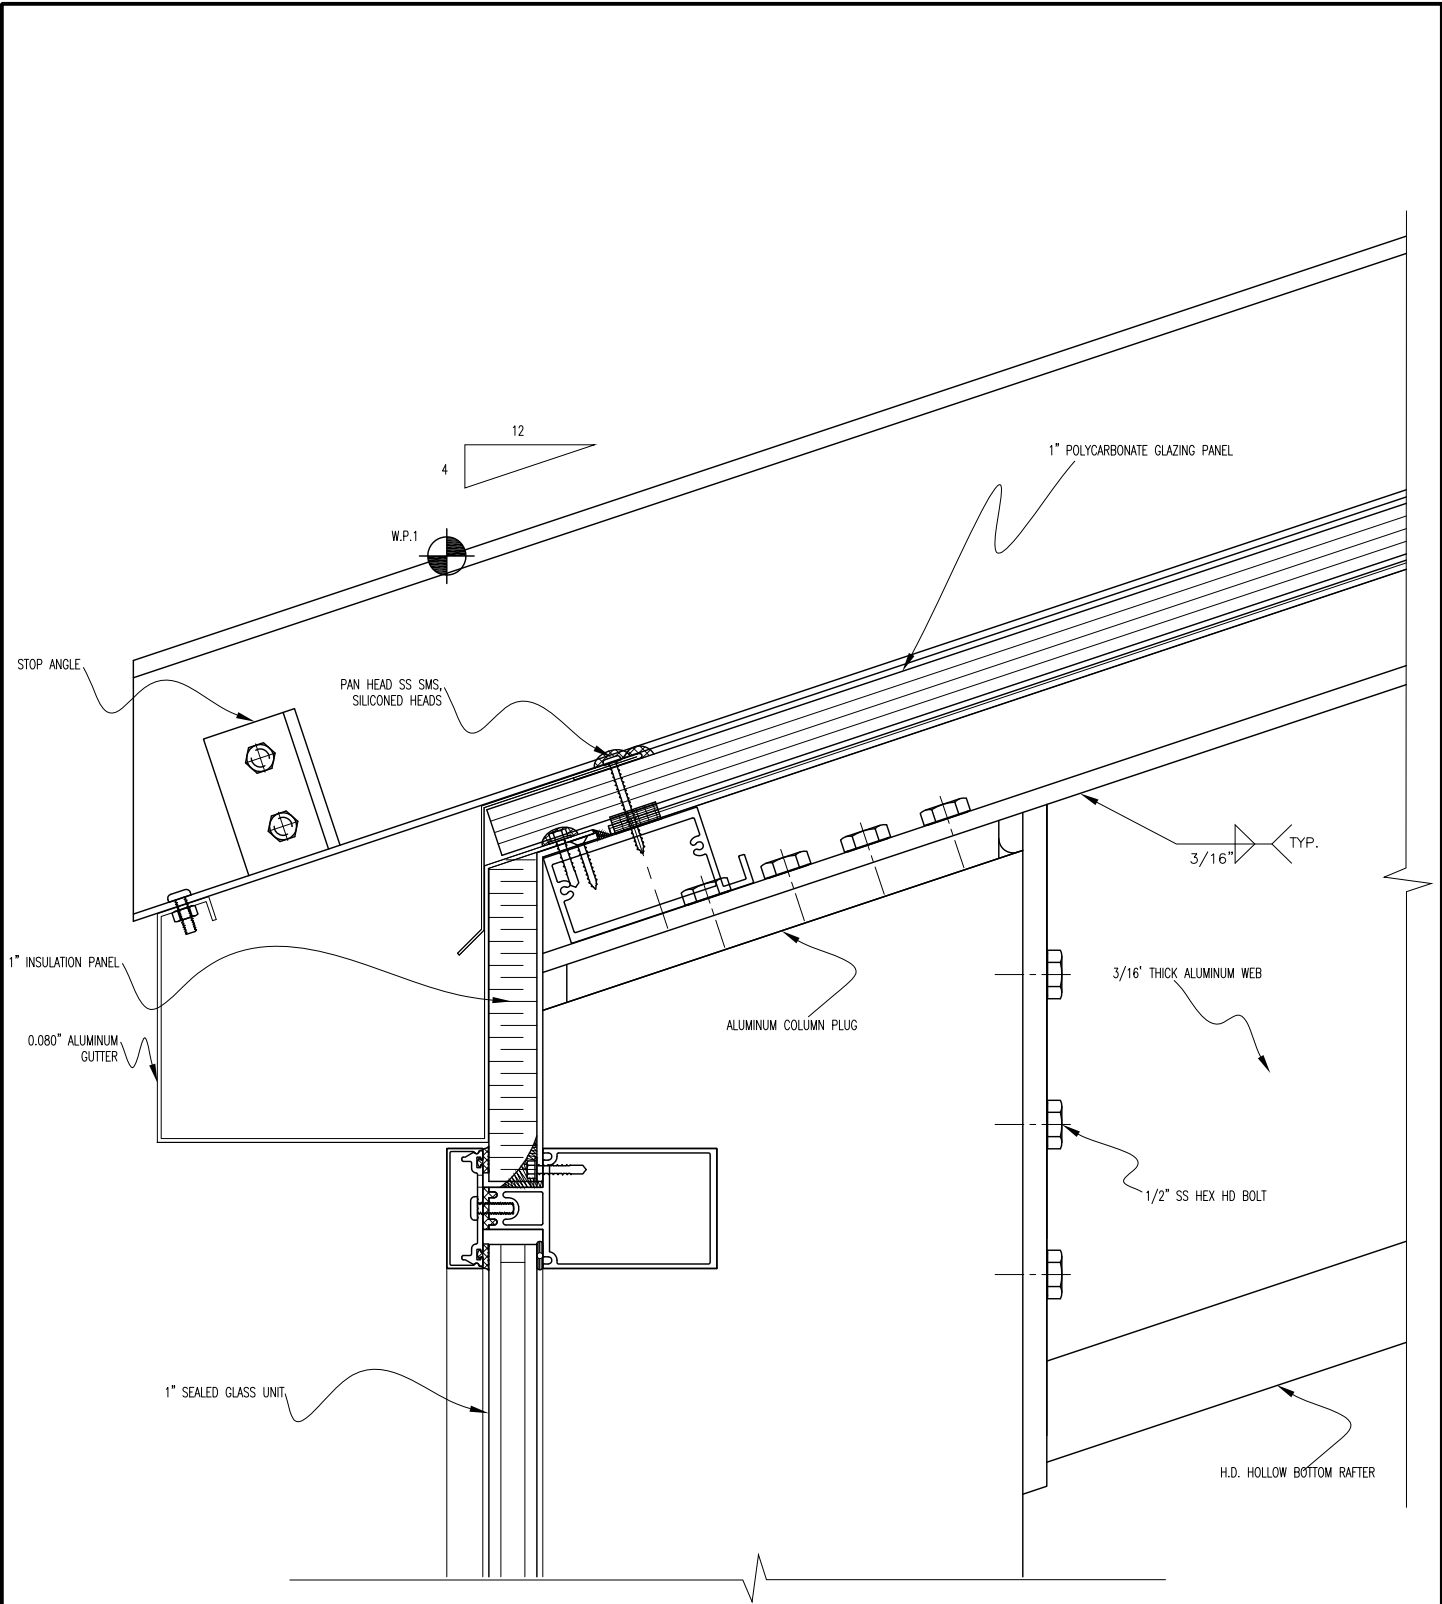 12
4
1" POLYCARBONATE GLAZING PANEL
W.P.1
STOP ANGLE
PAN HEAD SS SMS,
SILICONED HEADS
TYP.
3/16"
1" INSULATION PANEL
3/16' THICK ALUMINUM WEB
ALUMINUM COLUMN PLUG
0.080" ALUMINUM
GUTTER
1/2" SS HEX HD BOLT
1" SEALED GLASS UNIT
H.D. HOLLOW BOTTOM RAFTER